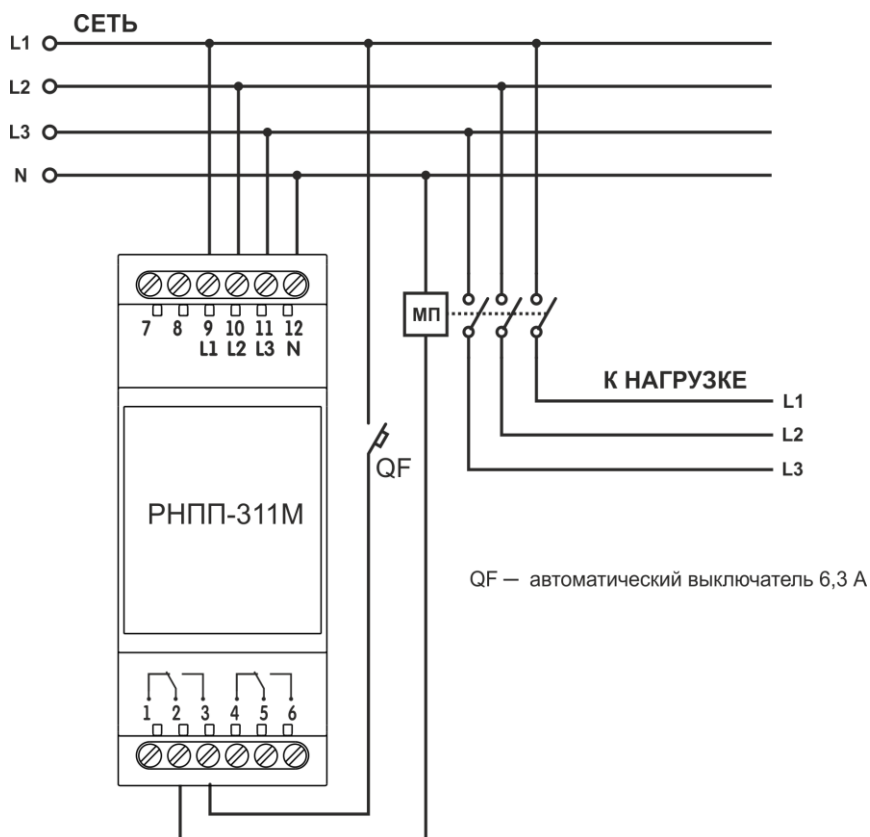 СЕТЬ
L1
L2
L3
N
7 8 9 10 11 12
L1 L2 L3 N
МП
К НАГРУЗКЕ
L1
L2
L3
QF
РНПП-311М
QF — автоматический выключатель 6,3 А
1 2 3 4 5 6